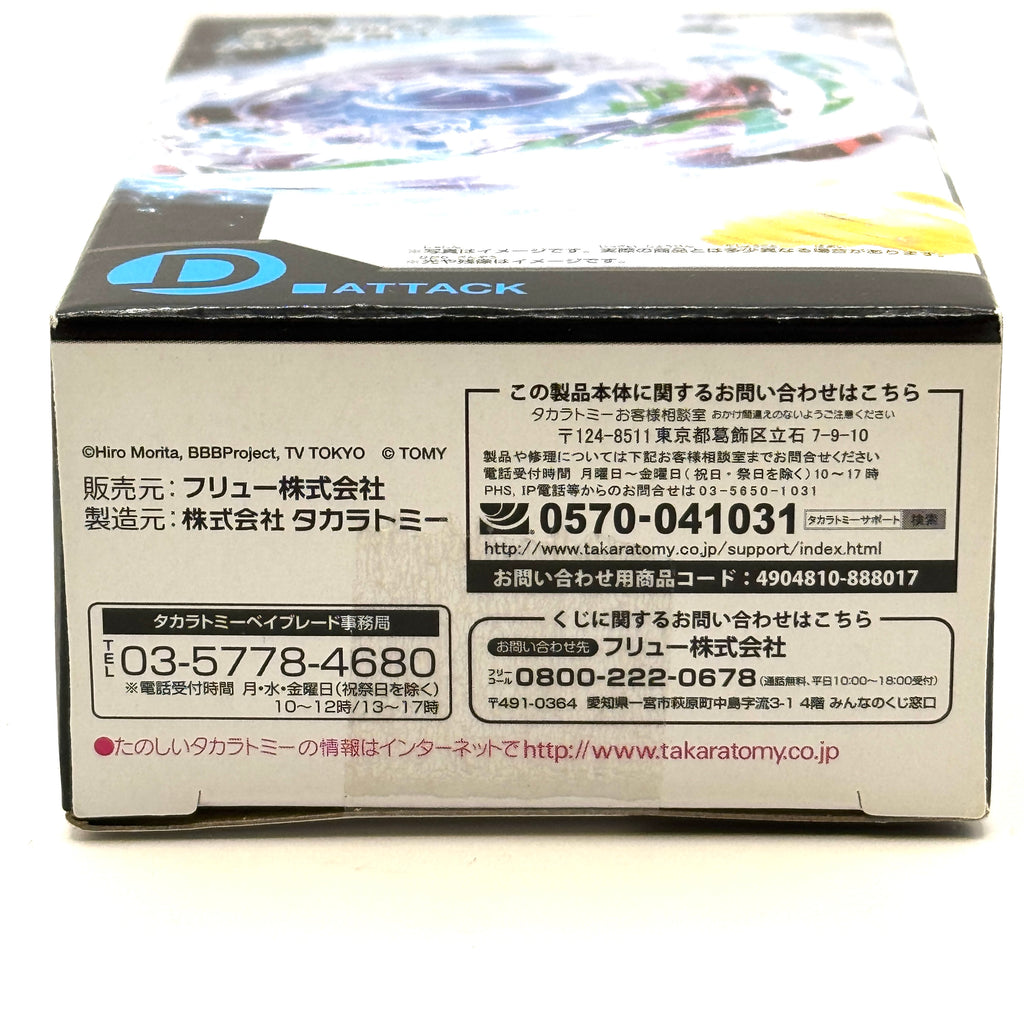 D
■ATTACK
※光や残像はイメージです。
©Hiro Morita, BBBProject, TV TOKYO © TOMY
販売元：フリュー株式会社
製造元：株式会社 タカラトミー
タカラトミーベイブレード事務局
TEL 03-5778-4680
※電話受付時間 月・水・金曜日（祝祭日を除く）
10〜12時/13〜17時
この製品本体に関するお問い合わせはこちら
タカラトミーお客様相談室 おかけ間違えのないようご注意ください
〒124-8511 東京都葛飾区立石 7-9-10
製品や修理については下記お客様相談室までお問合せください
電話受付時間 月曜日〜金曜日（祝日・祭日を除く）10〜17時
PHS, IP電話等からのお問合せは 03-5650-1031
0570-041031 タカラトミーサポート 検索
http://www.takaratomy.co.jp/support/index.html
お問い合わせ用商品コード：4904810-888017
くじに関するお問い合わせはこちら
お問い合わせ先 フリュー株式会社
フリーコール 0800-222-0678（通話無料、平日10:00〜18:00受付）
〒491-0364 愛知県一宮市萩原町中島字流3-1 4階 みんなのくじ窓口
●たのしいタカラトミーの情報はインターネットで http://www.takaratomy.co.jp